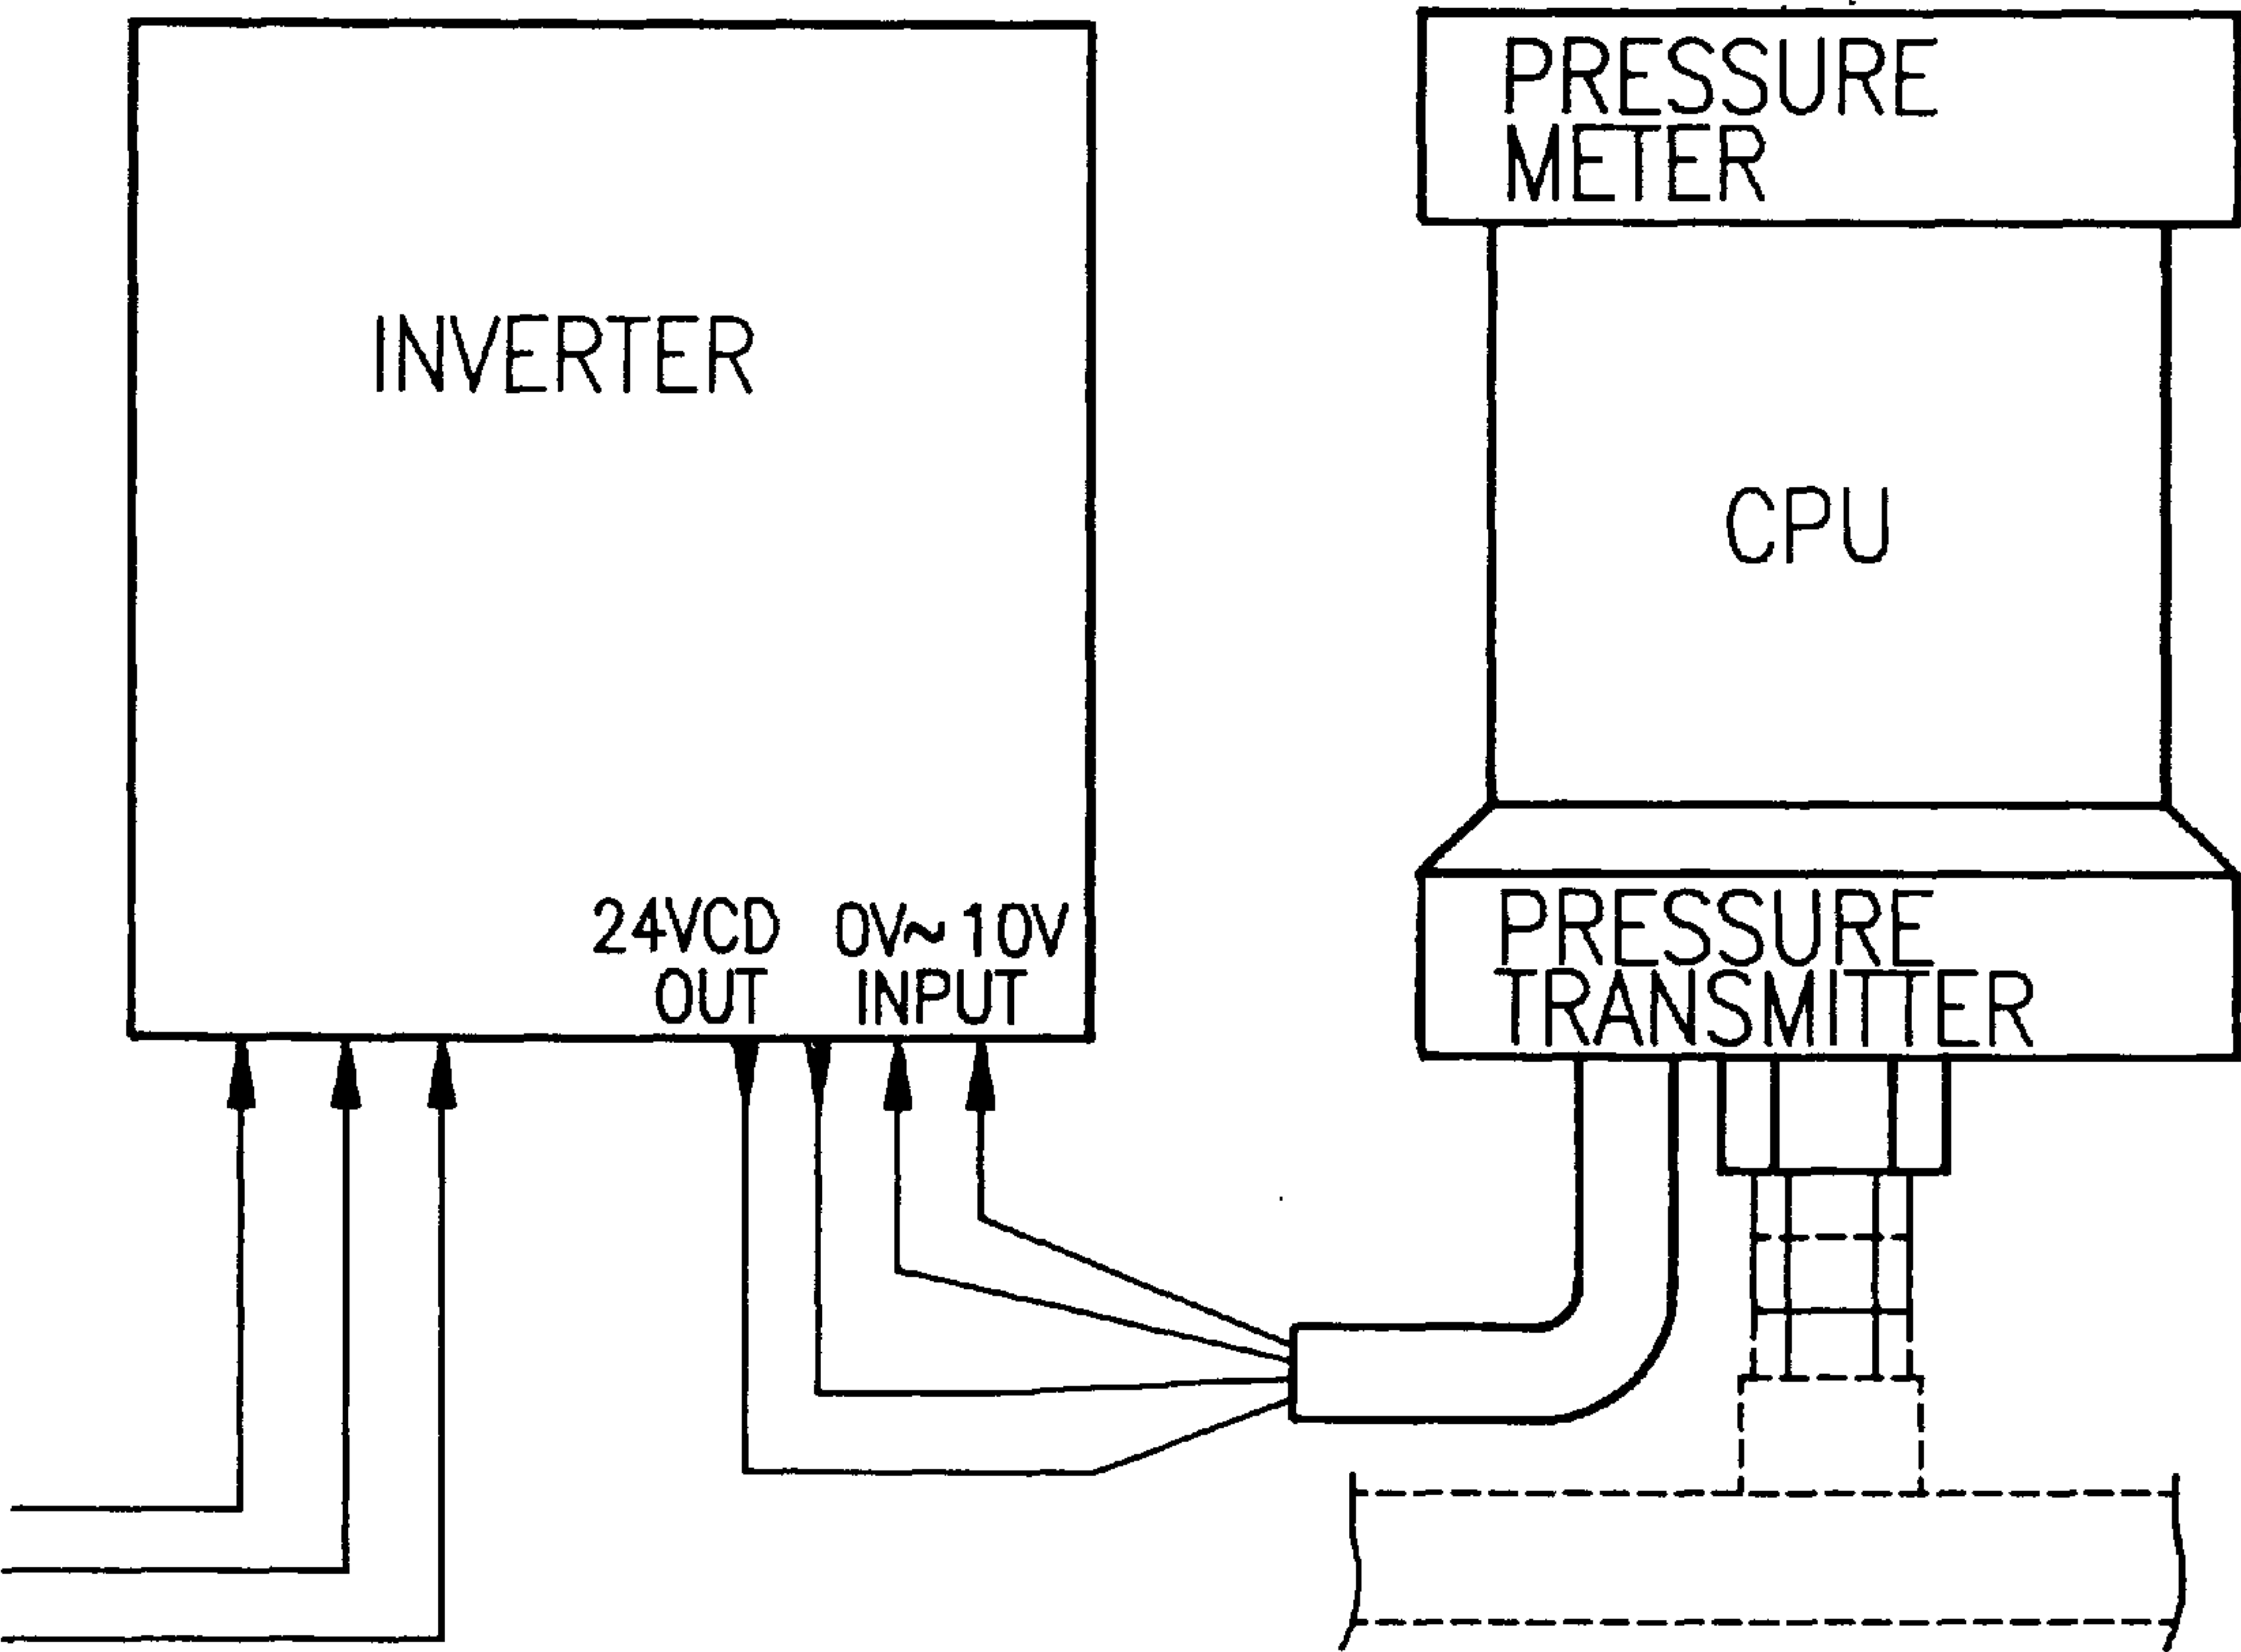 INVERTER
24VCD
OUT
0V~10V
INPUT
PRESSURE
METER
CPU
PRESSURE
TRANSMITTER